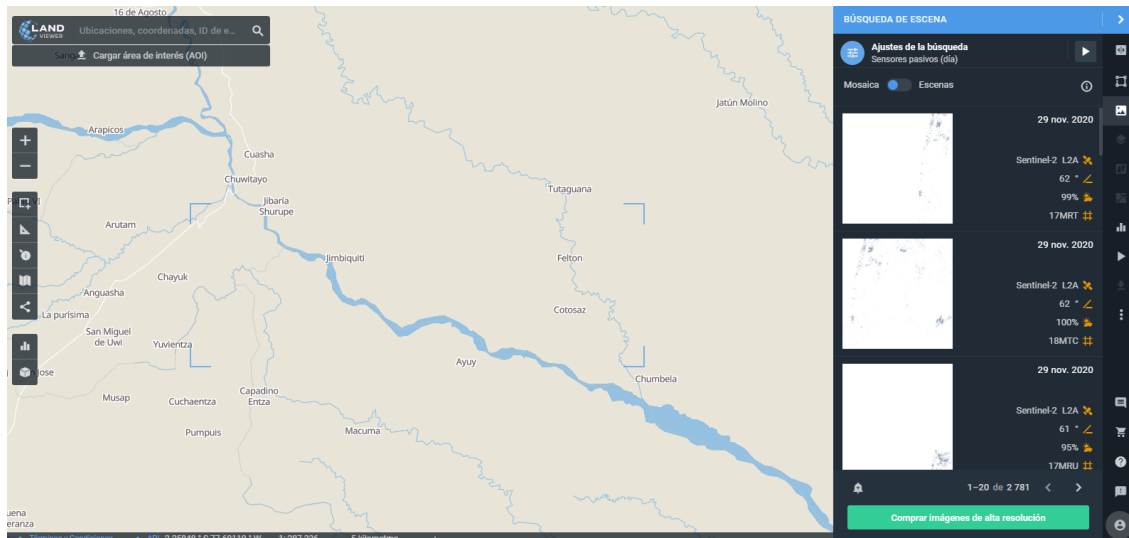 16 de Agosto
LAND
VIEWER
Ubicaciones, coordenadas, ID de e...
Cargar área de interés (AOI)
Jatún Molino
Arapicos
Cuasha
Chuwitayo
Tutaguana
Jibaría
Shurupe
Arutam
Jimbiquiti
Felton
Chayuk
Anguasha
Cotosaz
La purisima
San Miguel
de Uwi
Yuvientza
Ayuy
Chumbela
Musap
Cuchaentza
Capadino
Entza
Pumpuis
Macuma
BÚSQUEDA DE ESCENA
Ajustes de la búsqueda
Sensores pasivos (día)
Mosaica
Escenas
29 nov. 2020
Sentinel-2 L2A
62 °
99%
17MRT
29 nov. 2020
Sentinel-2 L2A
62 °
100%
18MTC
29 nov. 2020
Sentinel-2 L2A
61 °
95%
17MRU
1–20 de 2 781
Comprar imágenes de alta resolución